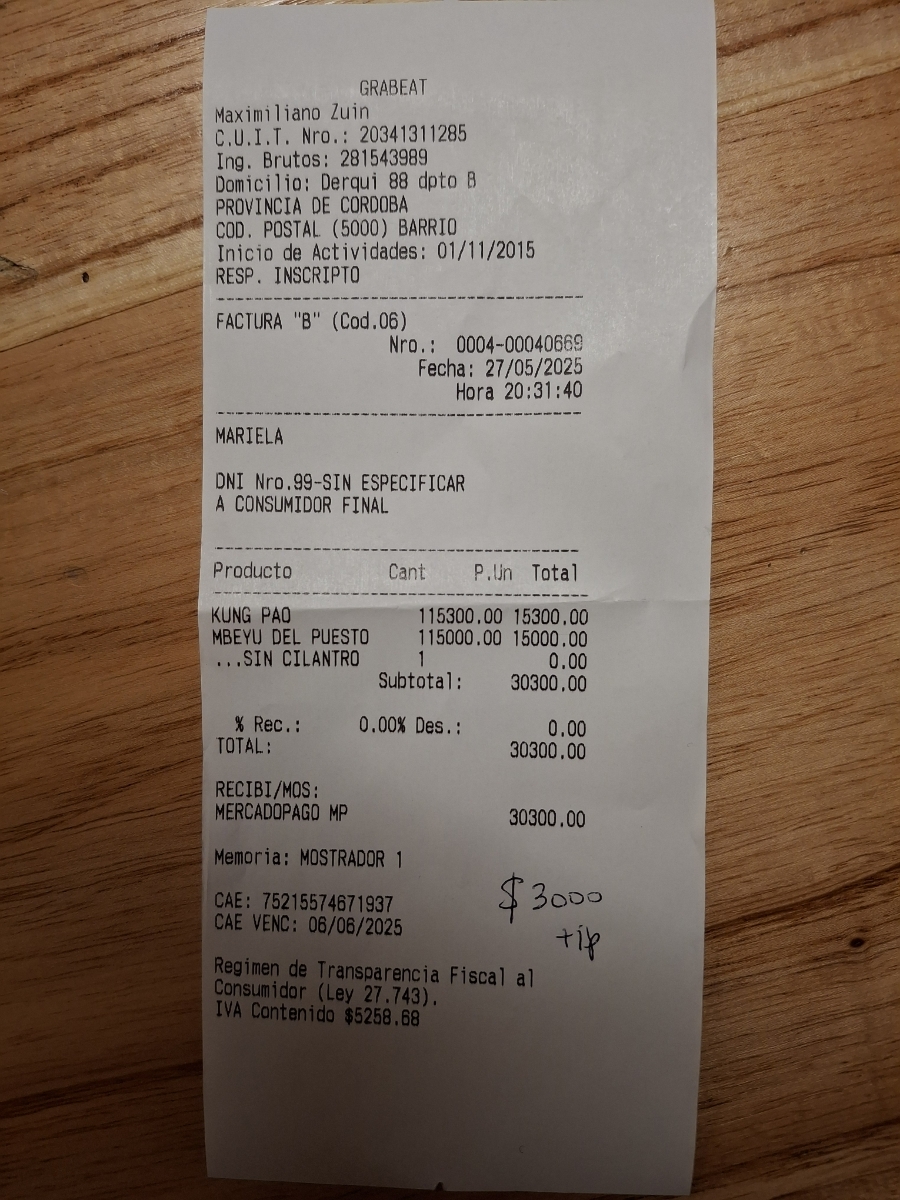 GRABEAT
Maximiliano Zuin
C.U.I.T. Nro.: 20341311285
Ing. Brutos: 281543989
Domicilio: Derqui 88 dpto B
PROVINCIA DE CORDOBA
COD. POSTAL (5000) BARRIO
Inicio de Actividades: 01/11/2015
RESP. INSCRIPTO
FACTURA "B" (Cod.06)
Nro.: 0004-00040669
Fecha: 27/05/2025
Hora 20:31:40
MARIELA
DNI Nro.99-SIN ESPECIFICAR
A CONSUMIDOR FINAL
Producto Cant P.Un Total
KUNG PAO 115300.00 15300.00
MBEYU DEL PUESTO 115000.00 15000.00
...SIN CILANTRO 1 0.00
Subtotal: 30300.00
% Rec.: 0.00% Des.: 0.00
TOTAL: 30300.00
RECIBI/MOS:
MERCADOPAGO MP 30300.00
Memoria: MOSTRADOR 1
$3000
CAE: 75215574671937
CAE VENC: 06/06/2025
tip
Regimen de Transparencia Fiscal al
Consumidor (Ley 27.743).
IVA Contenido $5258.68